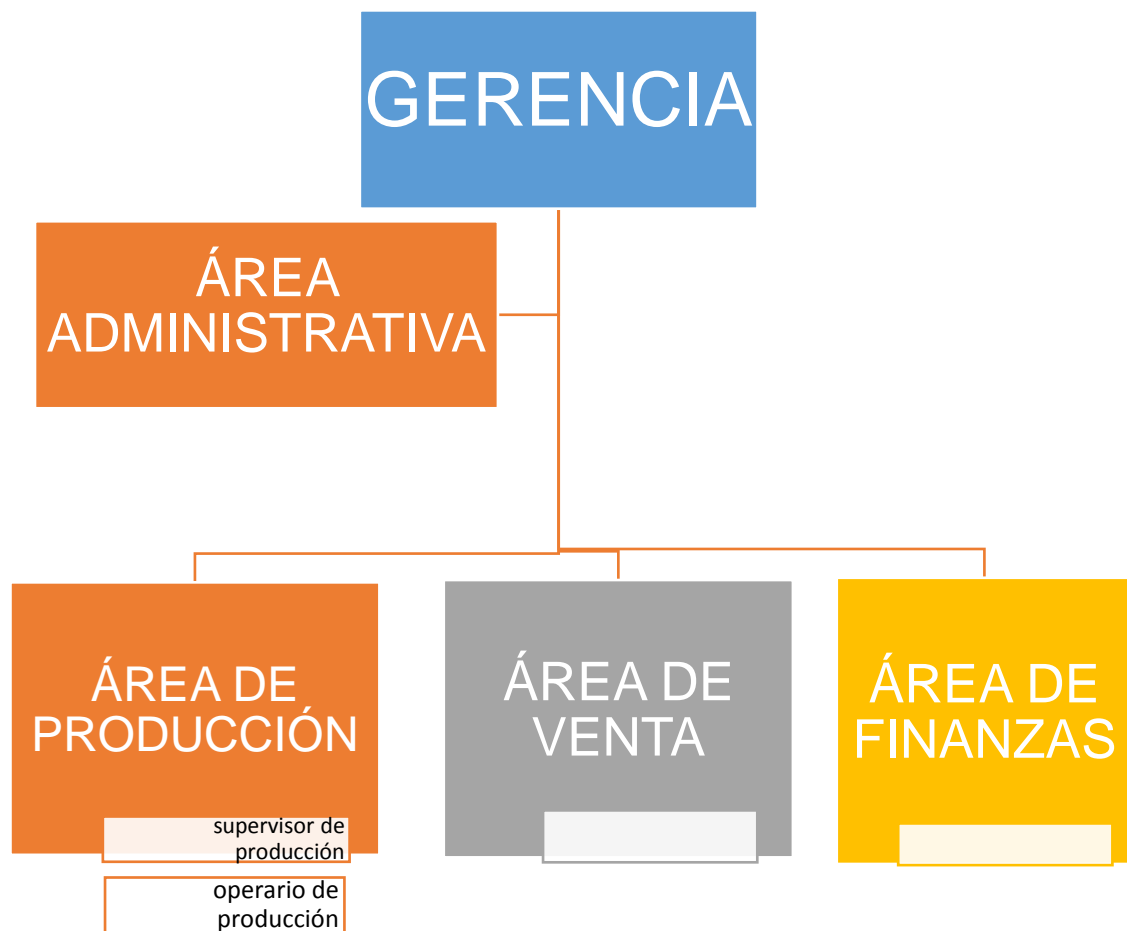 GERENCIA
ÁREA
ADMINISTRATIVA
ÁREA DE
PRODUCCIÓN
supervisor de
producción
operario de
producción
ÁREA DE
VENTA
ÁREA DE
FINANZAS